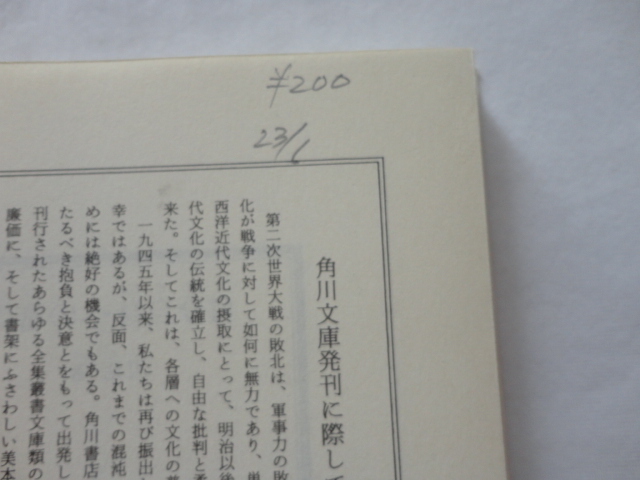 ¥200
23/6
角川文庫発刊に際して
第二次世界大戦の敗北は、軍事力の敗
化が戦争に対して如何に無力であり、単
西洋近代文化の摂取にとって、明治以後
代文化の伝統を確立し、自由な批判と柔
来た。そしてこれは、各層への文化の普
一九四五年以来、私たちは再び振出し
幸ではあるが、反面、これまでの混沌
めには絶好の機会でもある。角川書店
たるべき抱負と決意とをもって出発し
刊行されたあらゆる全集叢書文庫類の
廉価に、そして書架にふさわしい美本